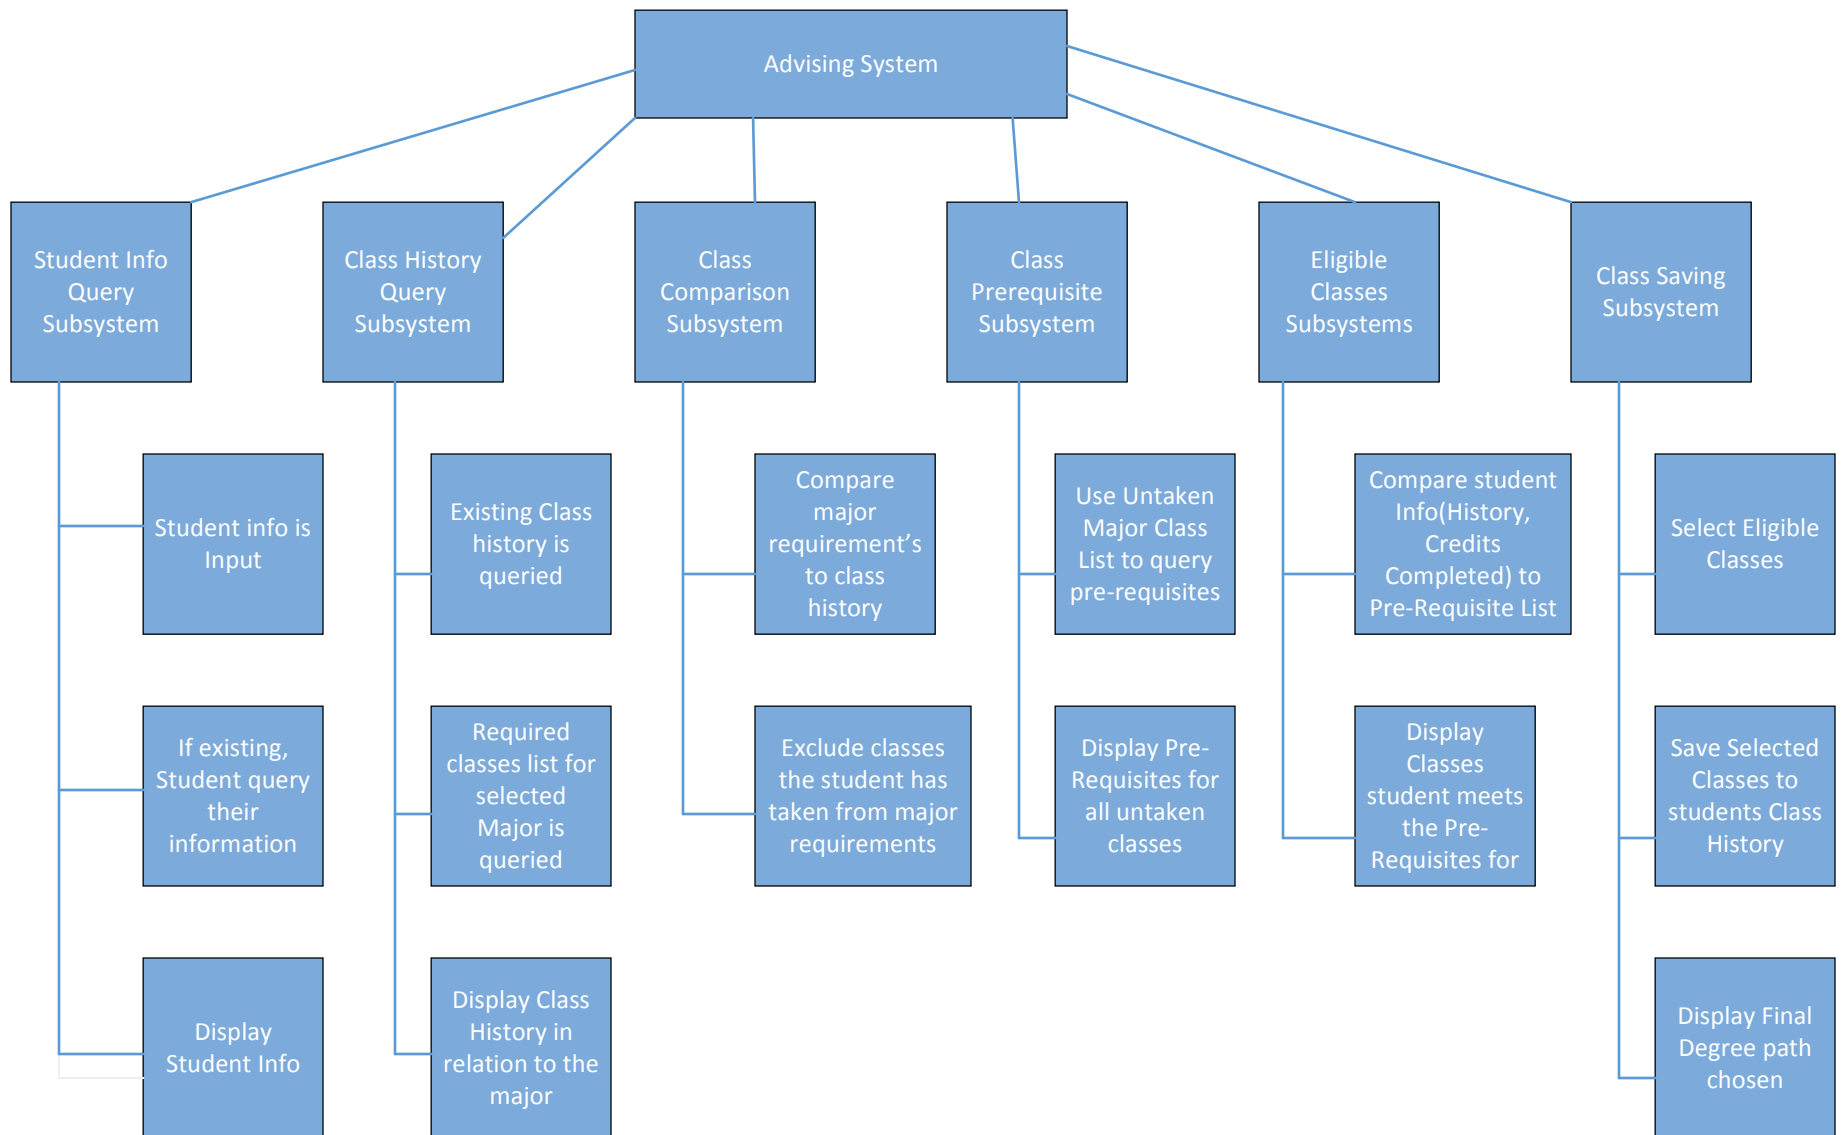 Advising System
Student Info
Query
Subsystem
Class History
Query
Subsystem
Class
Comparison
Subsystem
Class
Prerequisite
Subsystem
Eligible
Classes
Subsystems
Class Saving
Subsystem
Student info is
Input
Existing Class
history is
queried
Compare
major
requirement’s
to class
history
Use Untaken
Major Class
List to query
pre-requisites
Compare student
Info(History,
Credits
Completed) to
Pre-Requisite List
Select Eligible
Classes
If existing,
Student query
their
information
Required
classes list for
selected
Major is
queried
Exclude classes
the student has
taken from major
requirements
Display Pre-
Requisites for
all untaken
classes
Display
Classes
student meets
the Pre-
Requisites for
Save Selected
Classes to
students Class
History
Display
Student Info
Display Class
History in
relation to the
major
Display Final
Degree path
chosen